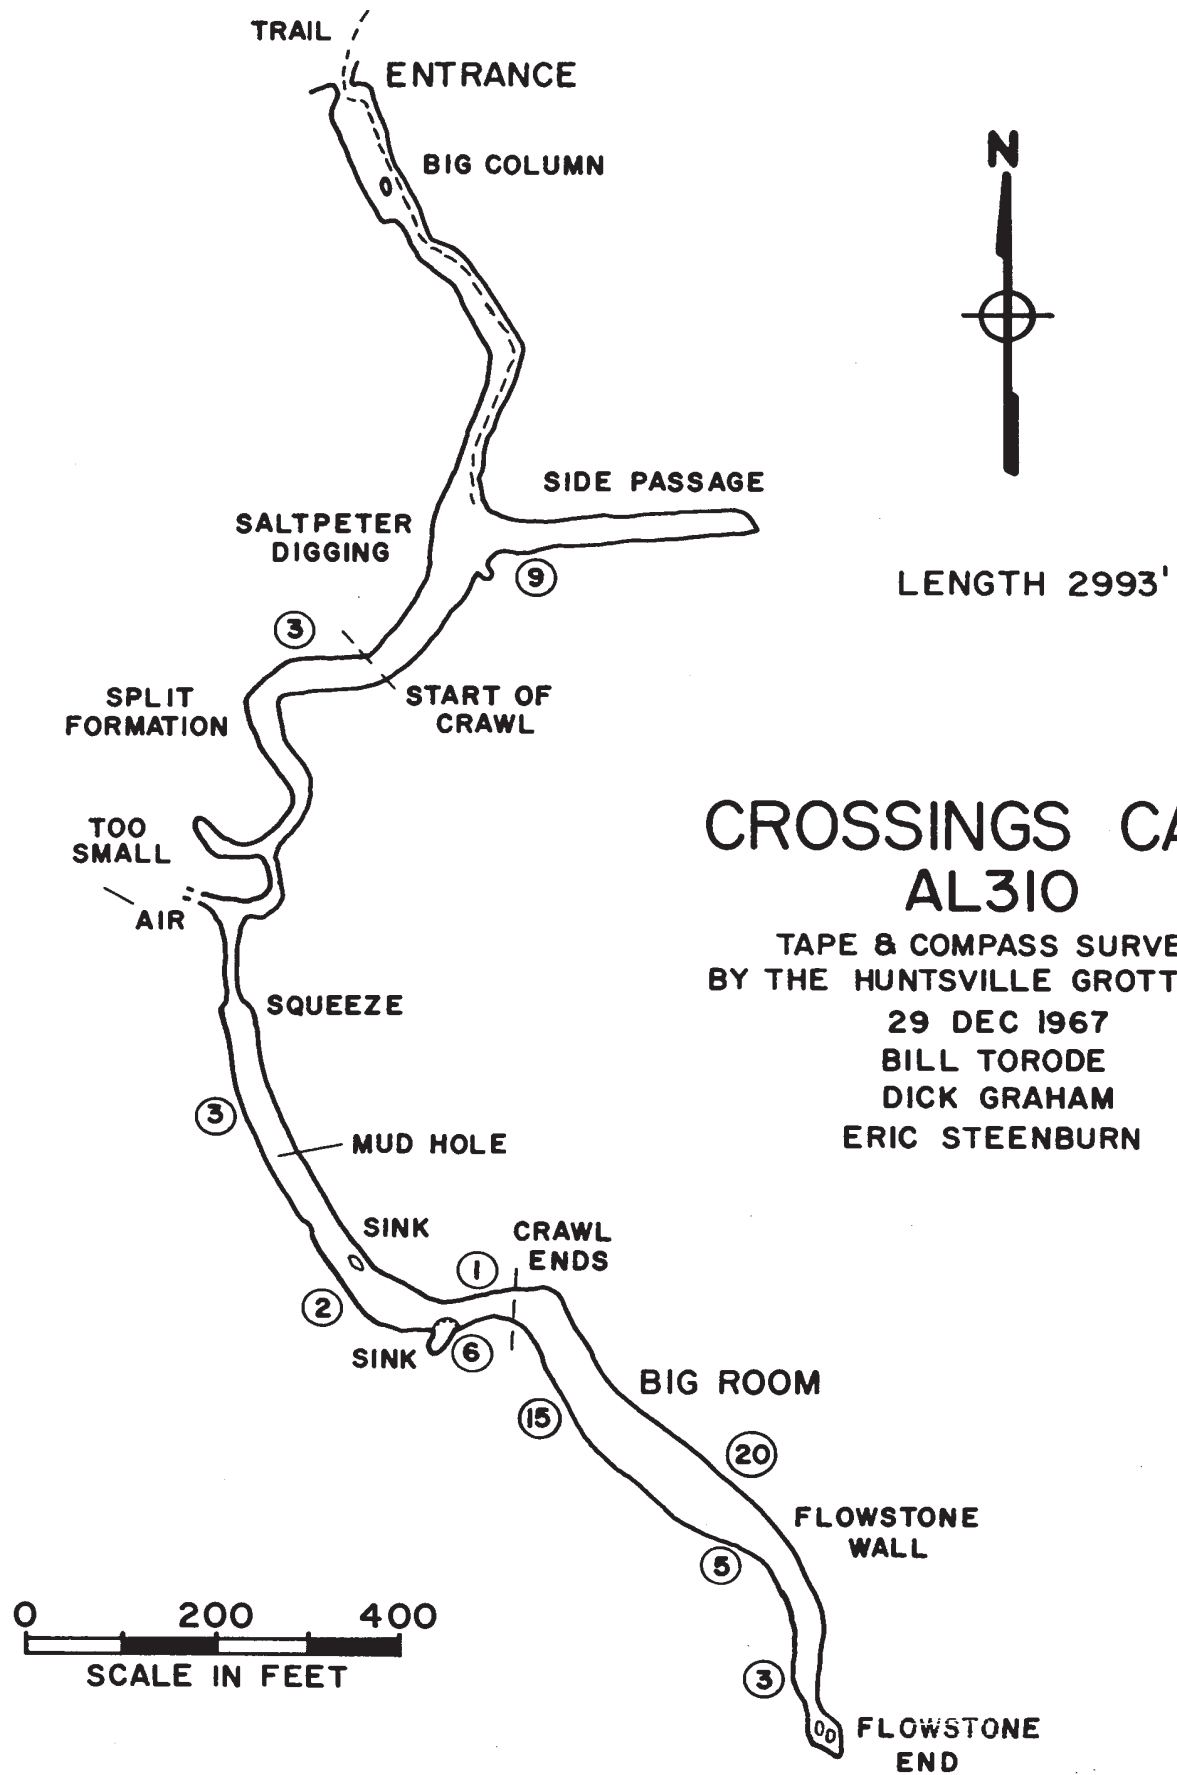 TRAIL
ENTRANCE
BIG COLUMN
N
SIDE PASSAGE
SALTPETER
DIGGING
9
LENGTH 2993'
3
SPLIT
FORMATION
START OF
CRAWL
TOO
SMALL
AIR
CROSSINGS CA
AL310
TAPE & COMPASS SURVE
BY THE HUNTSVILLE GROTT
29 DEC 1967
BILL TORODE
DICK GRAHAM
ERIC STEENBURN
SQUEEZE
3
MUD HOLE
SINK
CRAWL
ENDS
1
2
SINK
6
BIG ROOM
15
20
FLOWSTONE
WALL
5
0 200 400
SCALE IN FEET
3
FLOWSTONE
END